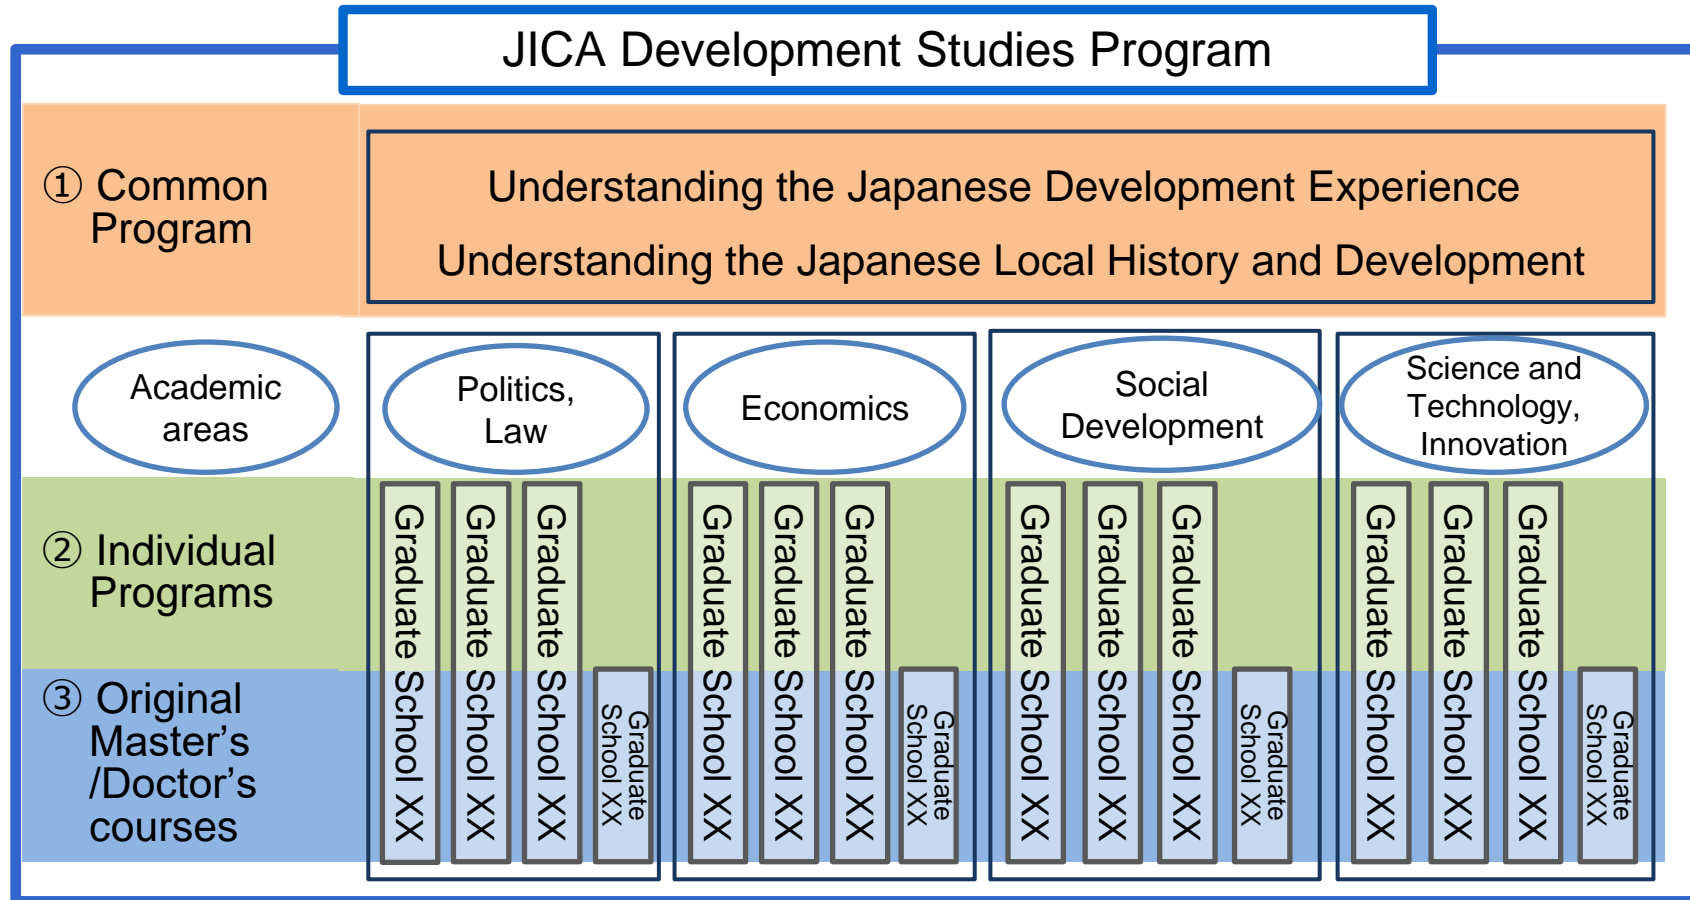 JICA Development Studies Program
① Common
Program
Understanding the Japanese Development Experience
Understanding the Japanese Local History and Development
Academic
areas
Politics,
Law
Economics
Social
Development
Science and
Technology,
Innovation
② Individual
Programs
③ Original
Master’s
/Doctor’s
courses
Graduate School XX
Graduate School XX
Graduate School XX
Graduate
School XX
Graduate School XX
Graduate School XX
Graduate School XX
Graduate
School XX
Graduate School XX
Graduate School XX
Graduate School XX
Graduate
School XX
Graduate School XX
Graduate School XX
Graduate School XX
Graduate
School XX